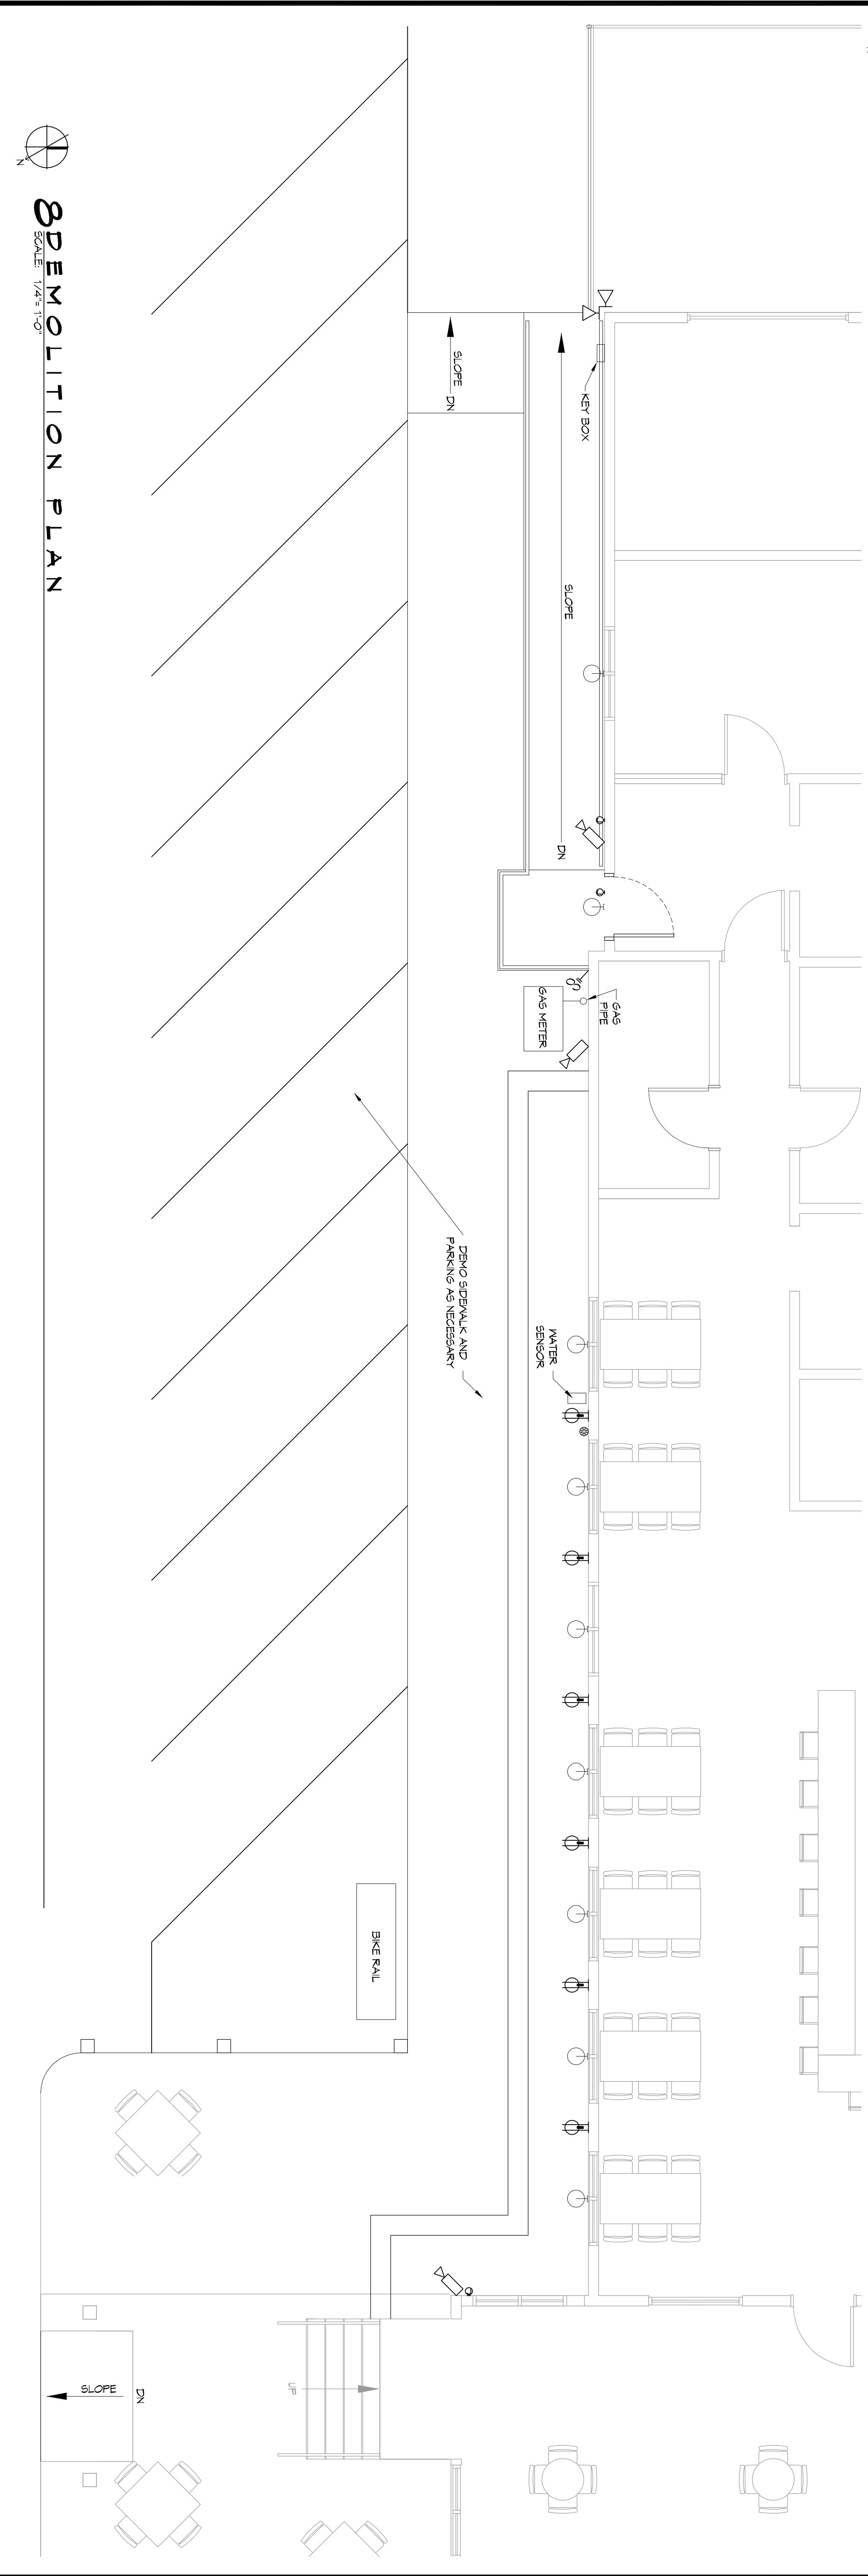 8 DEMOLITION PLAN
SCALE: 1/4"= 1'-0"
N
SLOPE
DN
KEY BOX
SLOPE
DN
GAS
PIPE
GAS METER
DEMO SIDEWALK AND
PARKING AS NECESSARY
WATER
SENSOR
BIKE RAIL
UP
SLOPE
DN